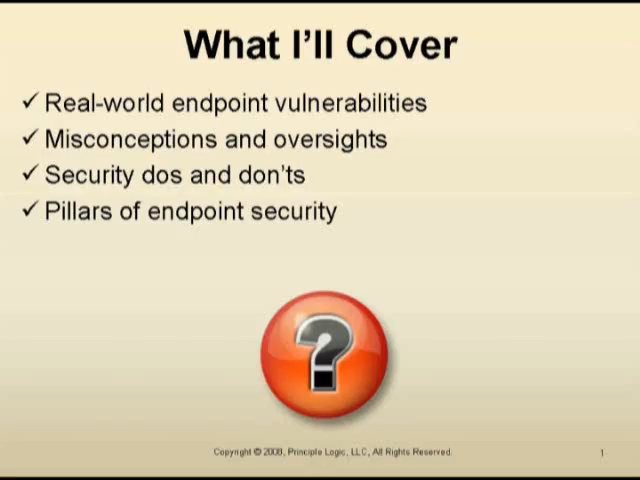 What I'll Cover
✓ Real-world endpoint vulnerabilities
✓ Misconceptions and oversights
✓ Security dos and don'ts
✓ Pillars of endpoint security
?
Copyright © 2008, Principle Logic, LLC, All Rights Reserved.
1